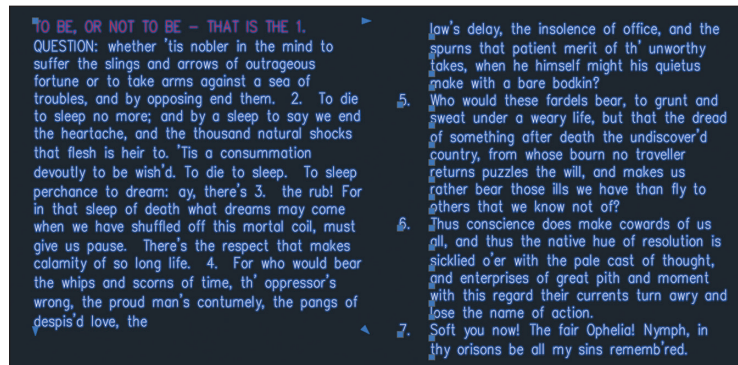 TO BE, OR NOT TO BE – THAT IS THE 1.
QUESTION: whether 'tis nobler in the mind to
suffer the slings and arrows of outrageous
fortune or to take arms against a sea of
troubles, and by opposing end them. 2. To die
to sleep no more; and by a sleep to say we end
the heartache, and the thousand natural shocks
that flesh is heir to. 'Tis a consummation
devoutly to be wish'd. To die to sleep. To sleep
perchance to dream: ay, there's 3. the rub! For
in that sleep of death what dreams may come
when we have shuffled off this mortal coil, must
give us pause. There's the respect that makes
calamity of so long life. 4. For who would bear
the whips and scorns of time, th' oppressor's
wrong, the proud man's contumely, the pangs of
despis'd love, the
law's delay, the insolence of office, and the
spurns that patient merit of th' unworthy
takes, when he himself might his quietus
make with a bare bodkin?
5. Who would these fardels bear, to grunt and
sweat under a weary life, but that the dread
of something after death the undiscover'd
country, from whose bourn no traveller
returns puzzles the will, and makes us
rather bear those ills we have than fly to
others that we know not of?
6. Thus conscience does make cowards of us
all, and thus the native hue of resolution is
sicklied o'er with the pale cast of thought,
and enterprises of great pith and moment
with this regard their currents turn awry and
lose the name of action.
7. Soft you now! The fair Ophelia! Nymph, in
thy orisons be all my sins rememb'red.